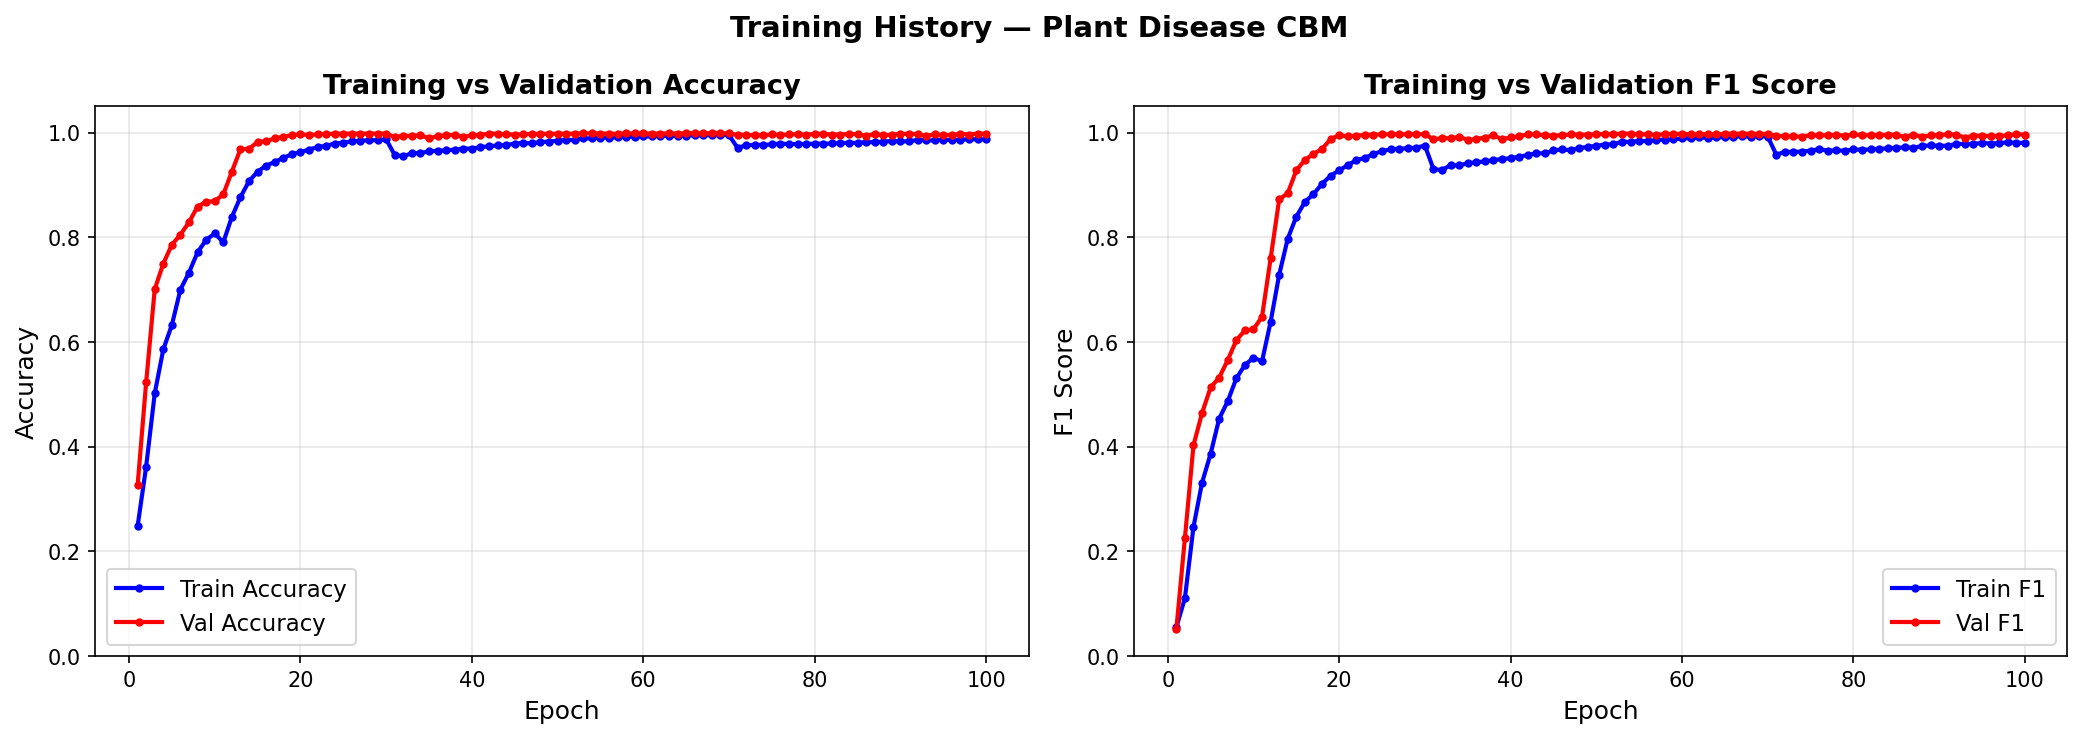 Training History — Plant Disease CBM
Training vs Validation Accuracy
Accuracy
1.0
0.8
0.6
0.4
0.2
0.0
Train Accuracy
Val Accuracy
0 20 40 60 80 100
Epoch
Training vs Validation F1 Score
F1 Score
1.0
0.8
0.6
0.4
0.2
0.0
Train F1
Val F1
0 20 40 60 80 100
Epoch